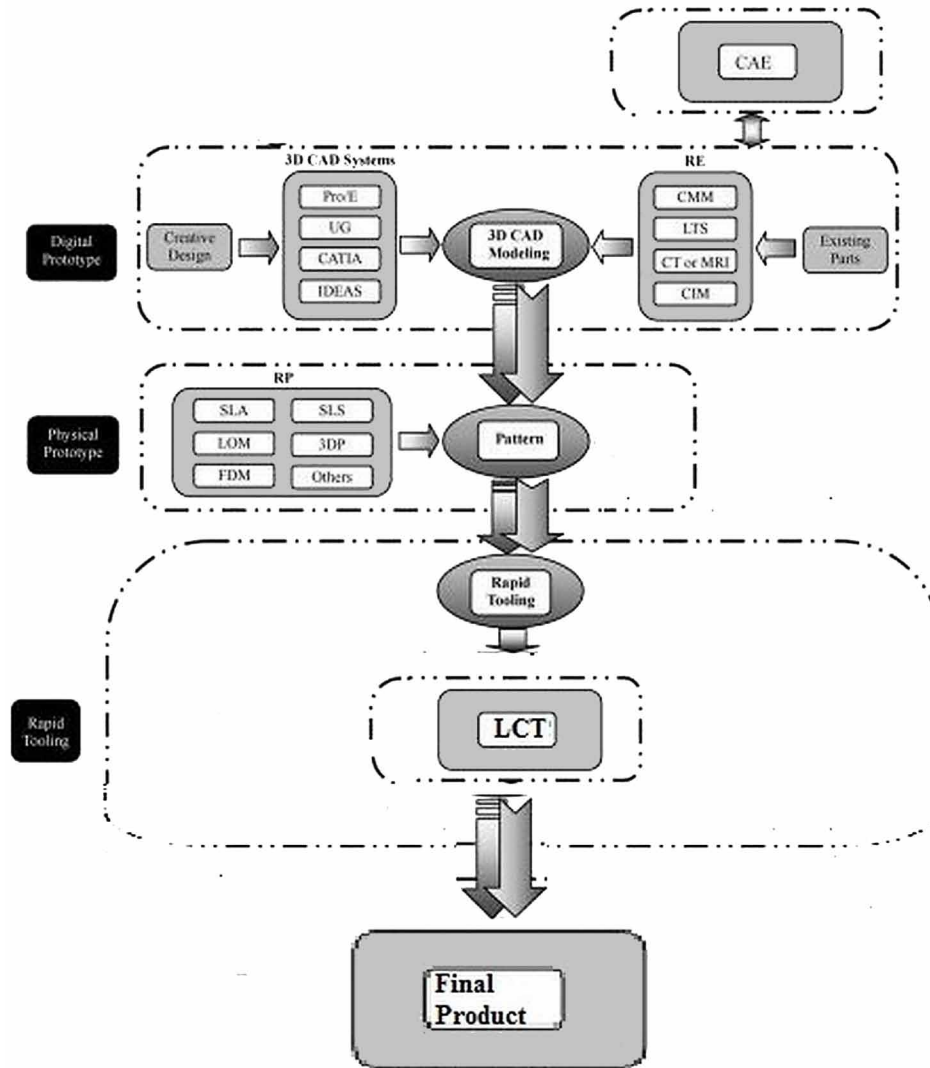 CAE
3D CAD Systems
RE
Pro/E
UG
CATIA
IDEAS
CMM
LTS
CT or MRI
CIM
Digital
Prototype
Creative
Design
3D CAD
Modeling
Existing
Parts
RP
SLA
SLS
LOM
3DP
FDM
Others
Physical
Prototype
Pattern
Rapid
Tooling
Rapid
Tooling
LCT
Final
Product